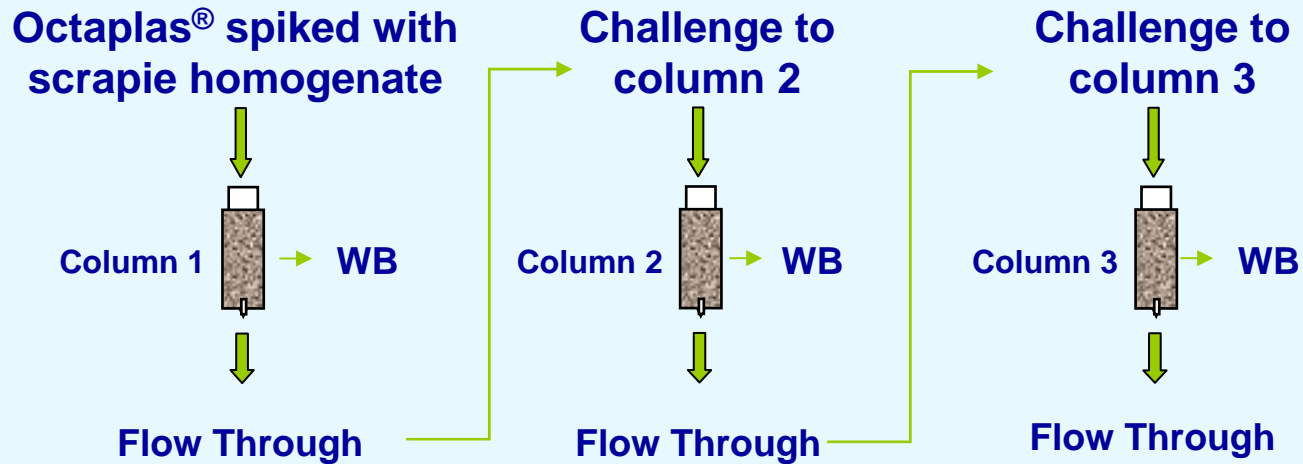 Octaplas® spiked with
scrapie homogenate
Challenge to
column 2
Challenge to
column 3
Column 1
WB
Column 2
WB
Column 3
WB
Flow Through
Flow Through
Flow Through